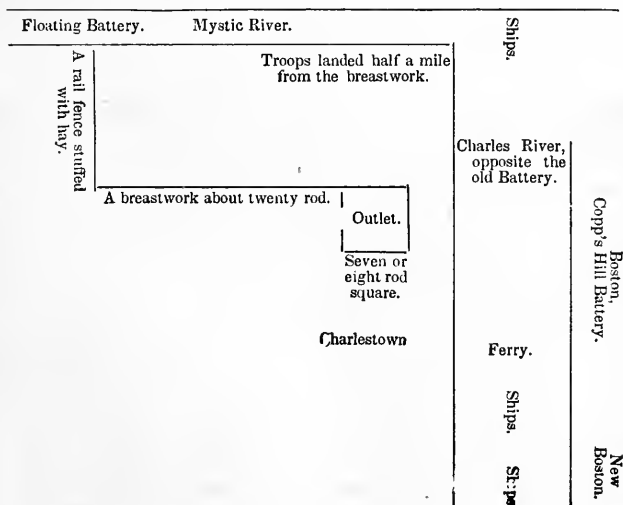 Floating Battery. Mystic River.
Ships.
A rail fence stuffed
with hay.
Troops landed half a mile
from the breastwork.
Charles River,
opposite the
old Battery.
A breastwork about twenty rod.
Outlet.
Seven or
eight rod
square.
Boston,
Copp's Hill Battery.
Charlestown
Ferry.
Ships.
New
Boston.
Ships